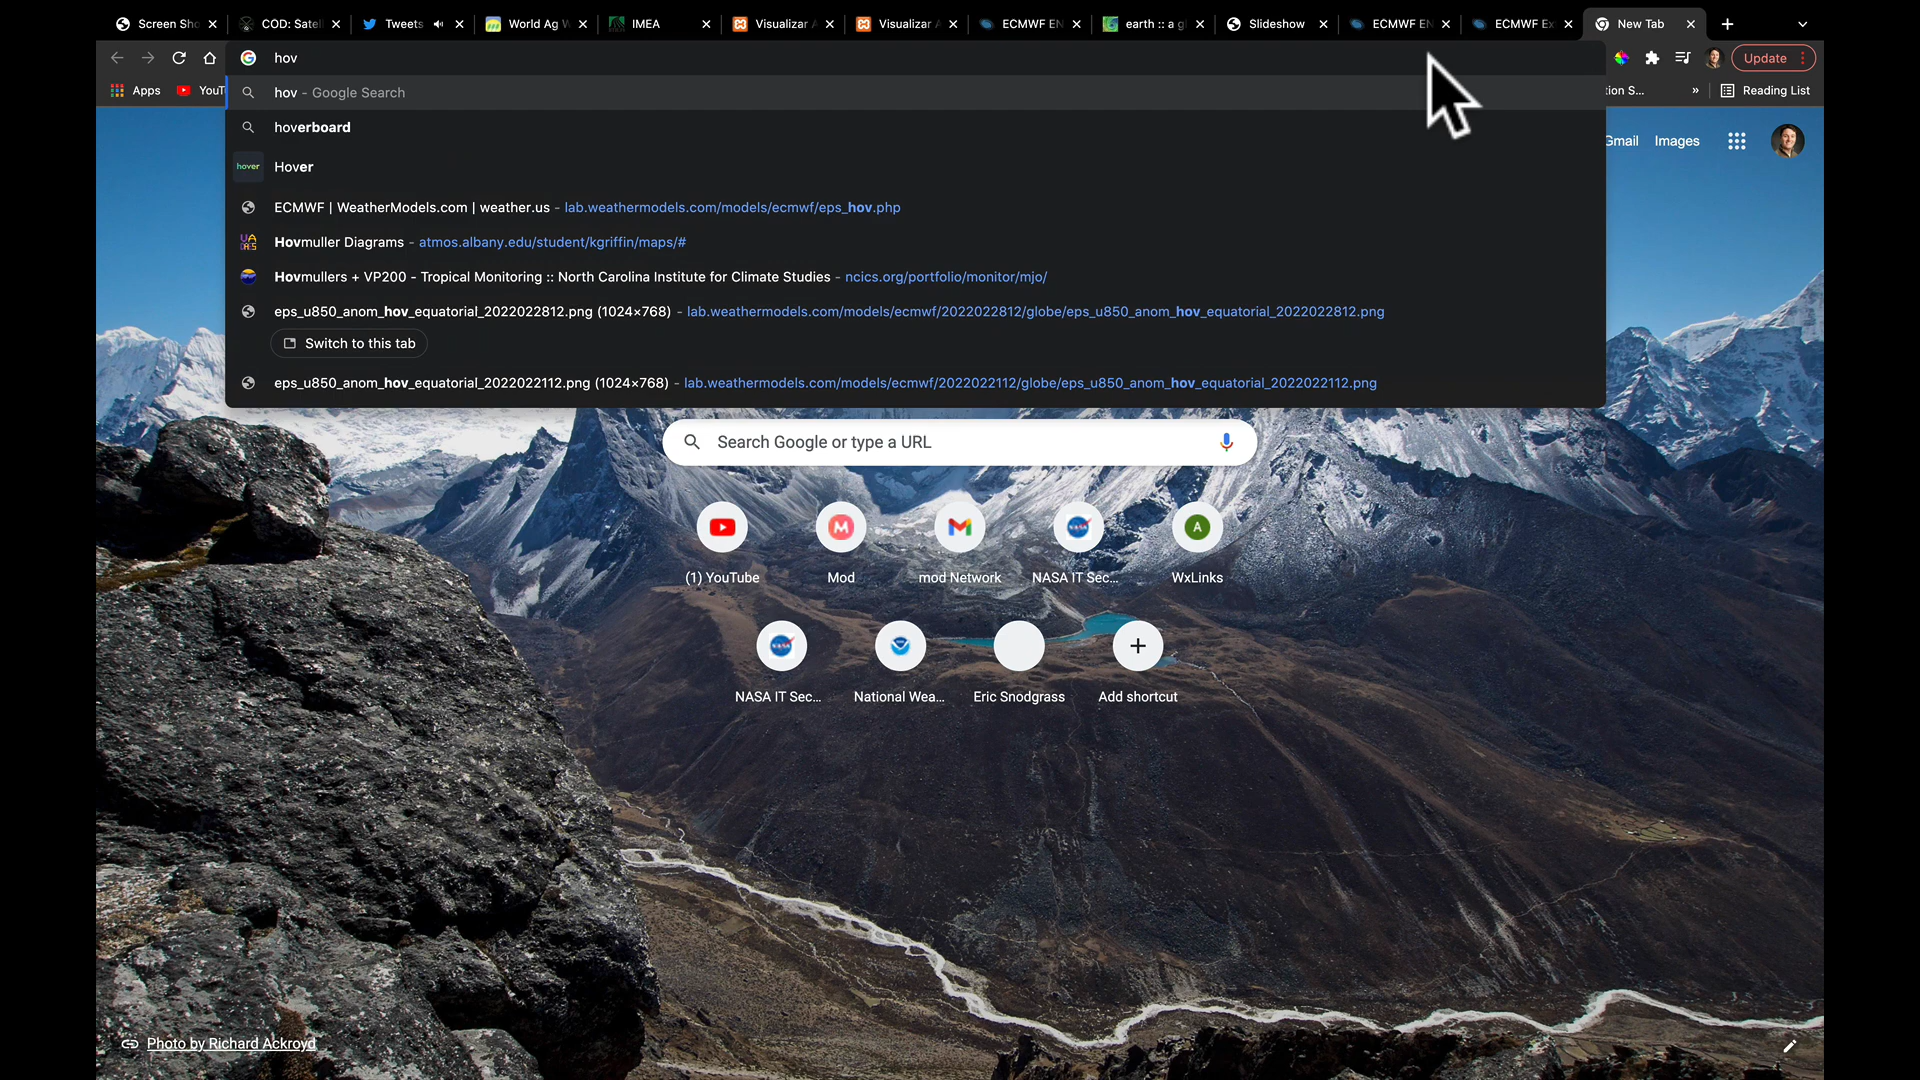 Screen Sho
COD: Satell
Tweets
World Ag W
IMEA
Visualizar A
Visualizar A
ECMWF EN
earth :: a gl
Slideshow
ECMWF EN
ECMWF Ex
New Tab
hov
Update
Apps
YouT
tion S...
»
Reading List
hov - Google Search
hoverboard
hover
Hover
ECMWF | WeatherModels.com | weather.us - lab.weathermodels.com/models/ecmwf/eps_hov.php
Hovmuller Diagrams - atmos.albany.edu/student/kgriffin/maps/#
Hovmullers + VP200 - Tropical Monitoring :: North Carolina Institute for Climate Studies - ncics.org/portfolio/monitor/mjo/
eps_u850_anom_hov_equatorial_2022022812.png (1024×768) - lab.weathermodels.com/models/ecmwf/2022022812/globe/eps_u850_anom_hov_equatorial_2022022812.png
Switch to this tab
eps_u850_anom_hov_equatorial_2022022112.png (1024×768) - lab.weathermodels.com/models/ecmwf/2022022112/globe/eps_u850_anom_hov_equatorial_2022022112.png
Gmail Images
Search Google or type a URL
M
A
(1) YouTube
Mod
mod Network
NASA IT Sec...
WxLinks
NASA IT Sec...
National Wea...
Eric Snodgrass
Add shortcut
Photo by Richard Ackroyd